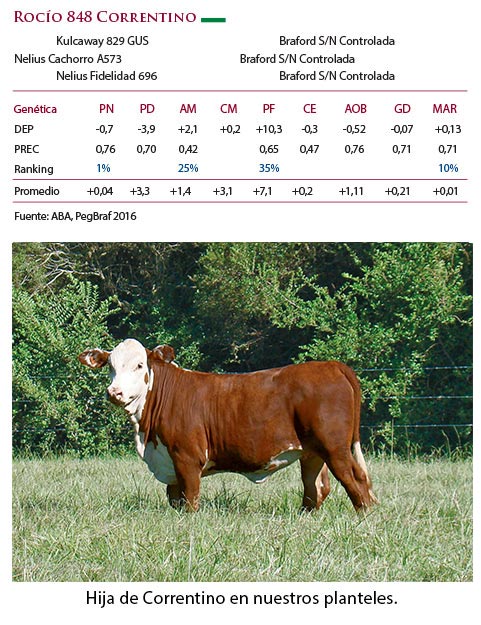 Rocío 848 Correntino
Kulcaway 829 GUS Braford S/N Controlada
Nelius Cachorro A573 Braford S/N Controlada
Nelius Fidelidad 696 Braford S/N Controlada
Genética PN PD AM CM PF CE AOB GD MAR
DEP -0,7 -3,9 +2,1 +0,2 +10,3 -0,3 -0,52 -0,07 +0,13
PREC 0,76 0,70 0,42 0,65 0,47 0,76 0,71 0,71
Ranking 1% 25% 35% 10%
Promedio +0,04 +3,3 +1,4 +3,1 +7,1 +0,2 +1,11 +0,21 +0,01
Fuente: ABA, PegBraf 2016
Hija de Correntino en nuestros planteles.